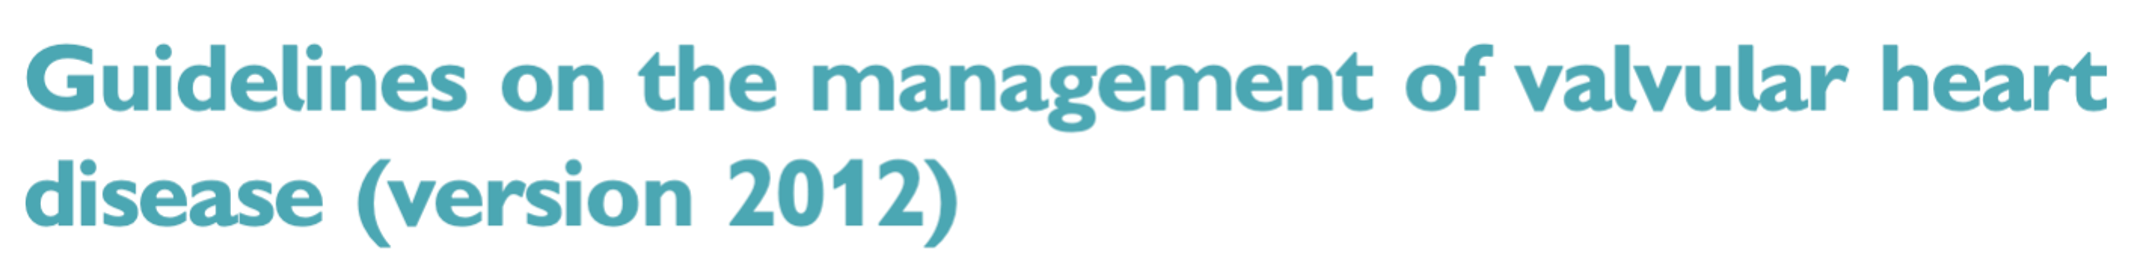 Guidelines on the management of valvular heart
disease (version 2012)